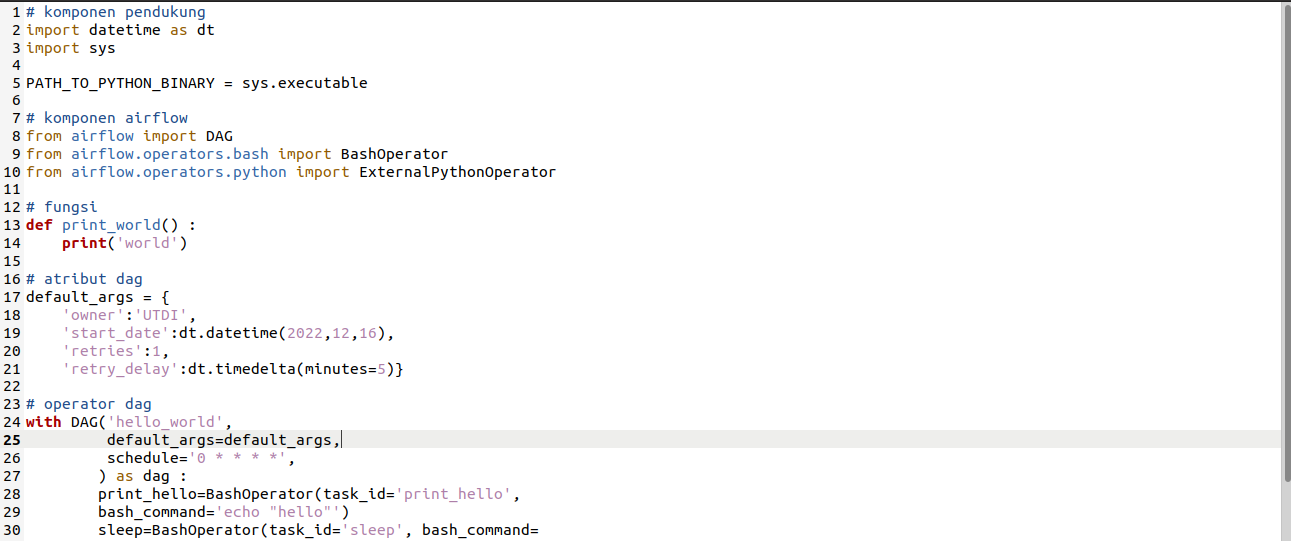 1 # komponen pendukung
2 import datetime as dt
3 import sys
4
5 PATH_TO_PYTHON_BINARY = sys.executable
6
7 # komponen airflow
8 from airflow import DAG
9 from airflow.operators.bash import BashOperator
10 from airflow.operators.python import ExternalPythonOperator
11
12 # fungsi
13 def print_world() :
14     print('world')
15
16 # atribut dag
17 default_args = {
18     'owner':'UTDI',
19     'start_date':dt.datetime(2022,12,16),
20     'retries':1,
21     'retry_delay':dt.timedelta(minutes=5)}
22
23 # operator dag
24 with DAG('hello_world',
25          default_args=default_args,
26          schedule='0 * * * *',
27         ) as dag :
28         print_hello=BashOperator(task_id='print_hello',
29         bash_command='echo "hello"')
30         sleep=BashOperator(task_id='sleep', bash_command=